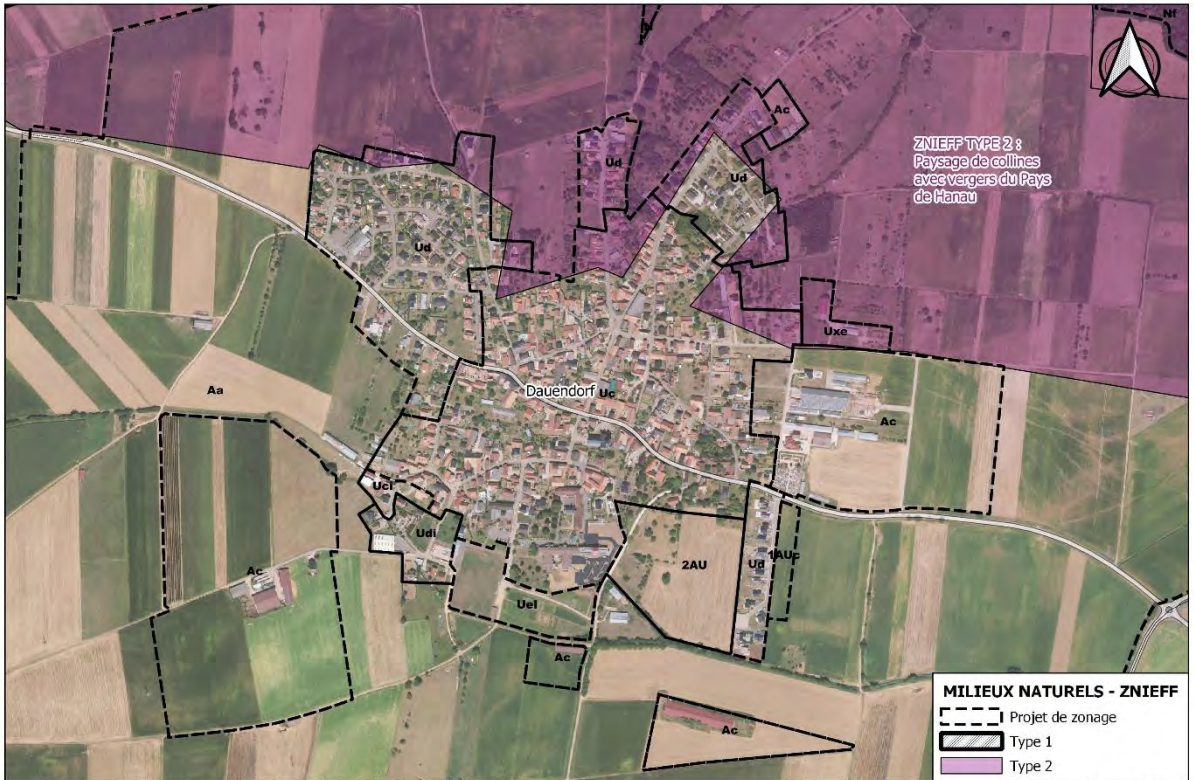 Nf
N
Ac
Ud
Ud
ZNIEFF TYPE 2 :
Paysage de collines
avec vergers du Pays
de Hanau
Ud
Uxe
Aa
Dauendorf
Uc
Ac
Uci
Udi
Ac
2AU
Ud
1AUc
Uel
Ac
Ac
MILIEUX NATURELS - ZNIEFF
Projet de zonage
Type 1
Type 2